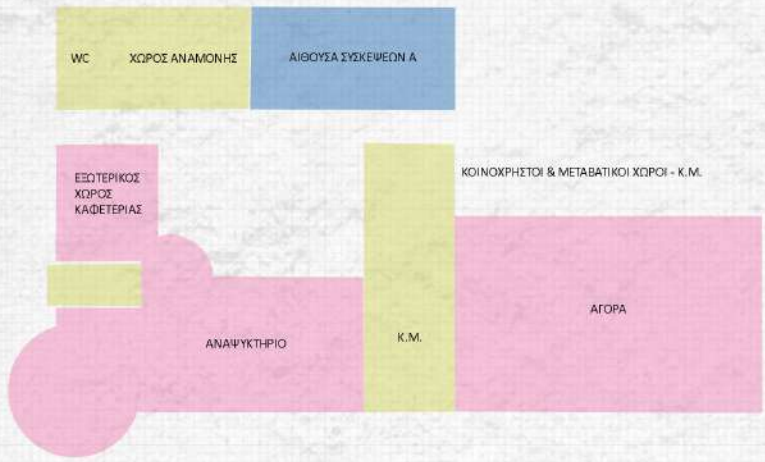 WC
ΧΩΡΟΣ ΑΝΑΜΟΝΗΣ
ΑΙΘΟΥΣΑ ΣΥΣΚΕΨΕΩΝ Α
ΕΞΩΤΕΡΙΚΟΣ
ΧΩΡΟΣ
ΚΑΦΕΤΕΡΙΑΣ
ΚΟΙΝΟΧΡΗΣΤΟΙ & ΜΕΤΑΒΑΤΙΚΟΙ ΧΩΡΟΙ - Κ.Μ.
ΑΝΑΨΥΚΤΗΡΙΟ
Κ.Μ.
ΑΓΟΡΑ